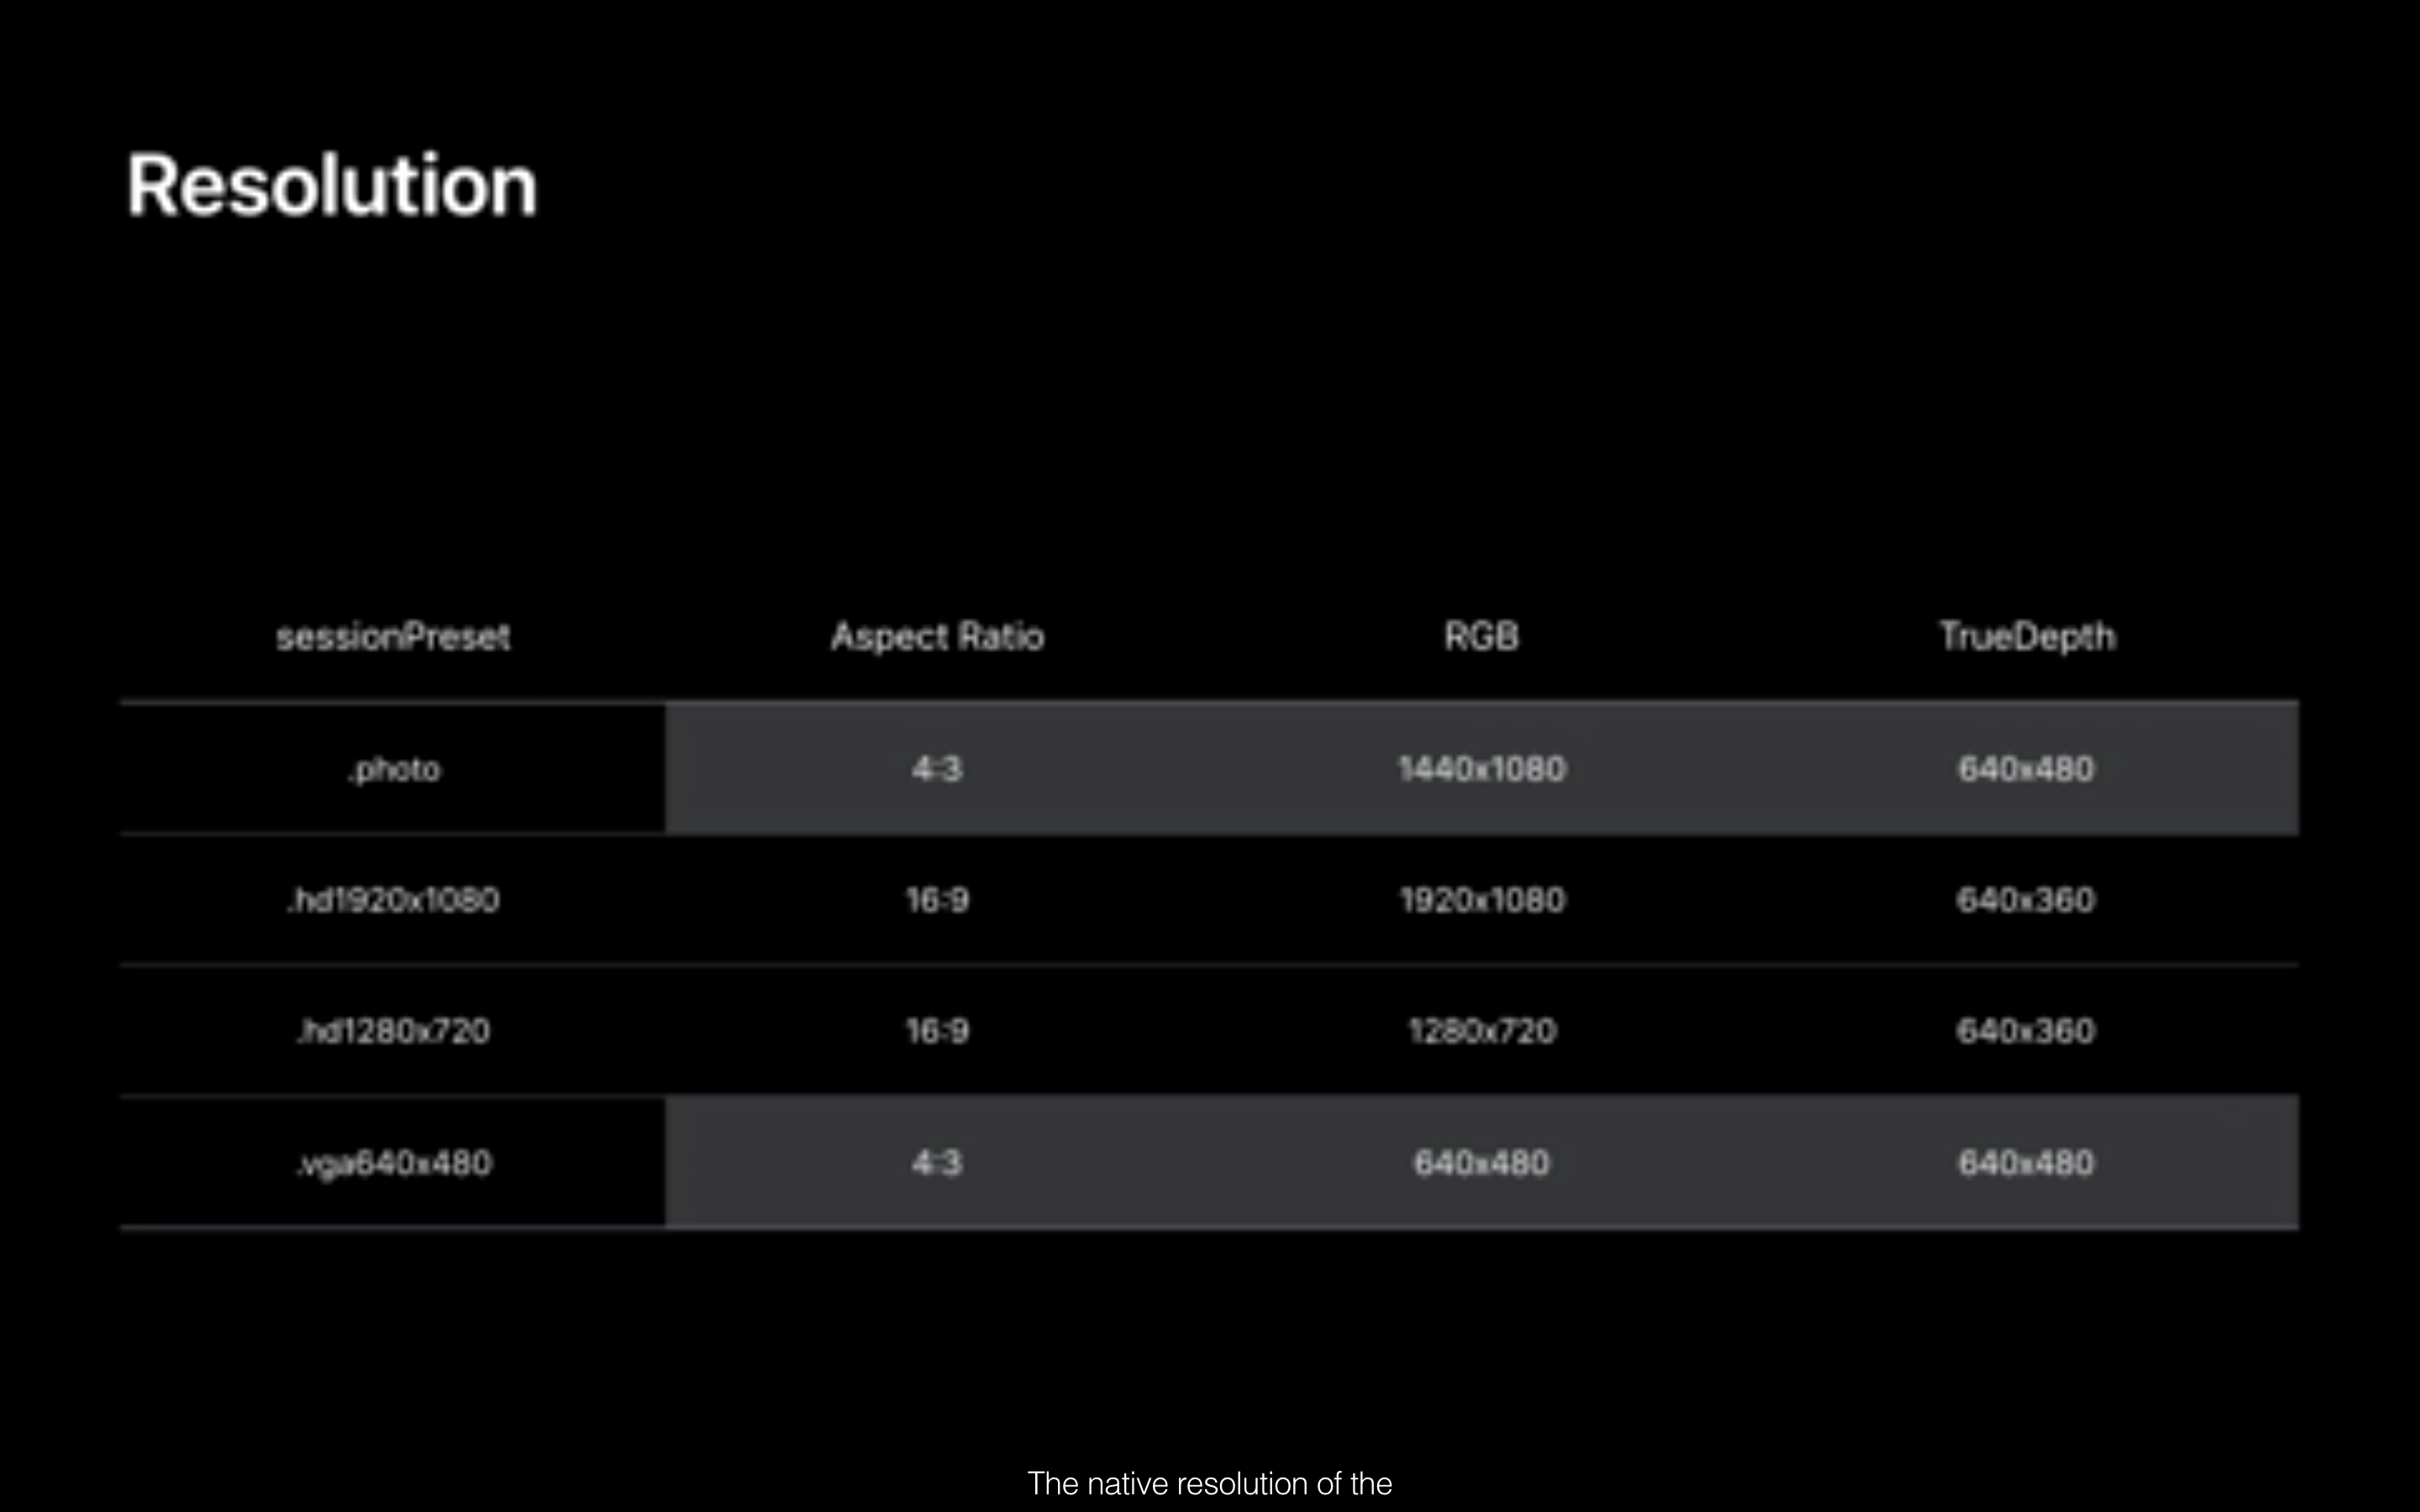 Resolution
sessionPreset Aspect Ratio RGB TrueDepth
.photo 4:3 1440x1080 640x480
.hd1920x1080 16:9 1920x1080 640x360
.hd1280x720 16:9 1280x720 640x360
.vga640x480 4:3 640x480 640x480
The native resolution of the